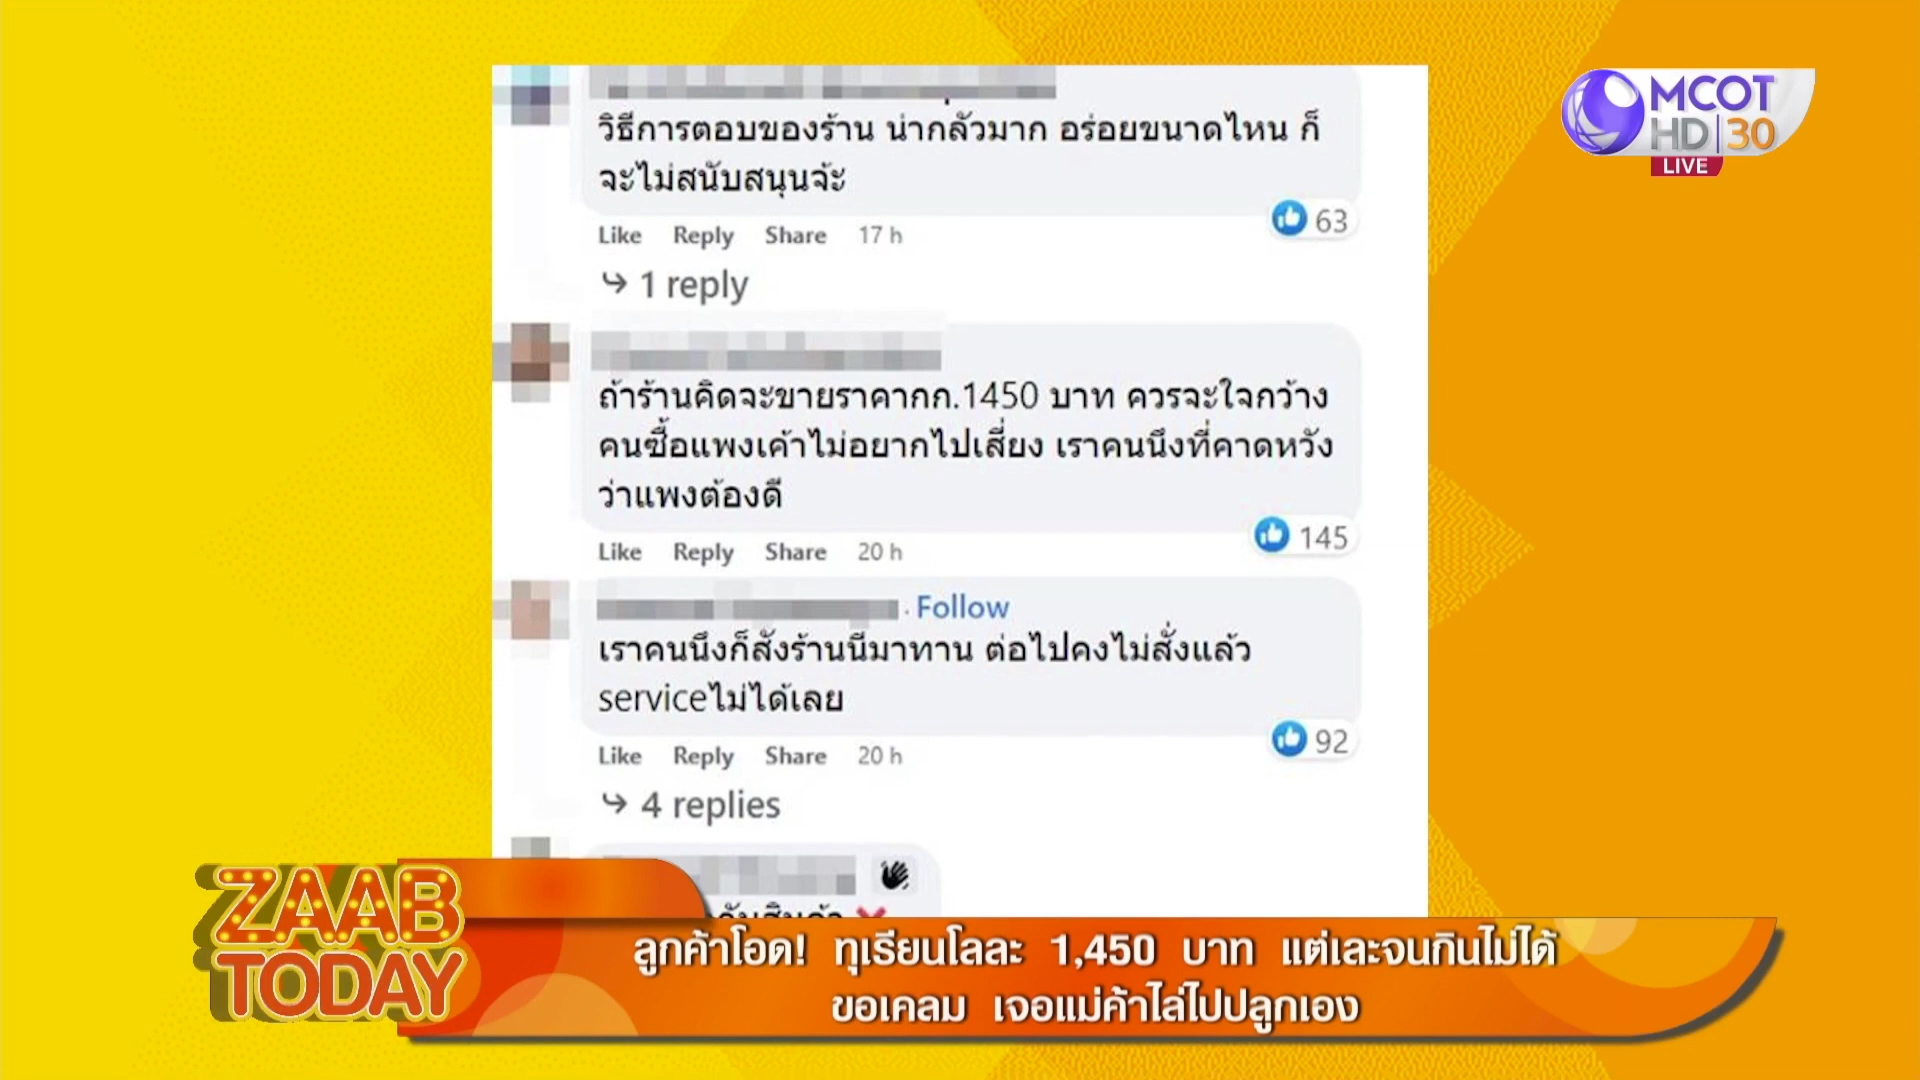 MCOT
HD 30
LIVE
วิธีการตอบของร้าน น่ากลัวมาก อร่อยขนาดไหน ก็
จะไม่สนับสนุนจ้ะ
63
Like Reply Share 17 h
1 reply
ถ้าร้านคิดจะขายราคากก.1450 บาท ควรจะใจกว้าง
คนซื้อแพงเค้าไม่อยากไปเสี่ยง เราคนนึงที่คาดหวัง
ว่าแพงต้องดี
145
Like Reply Share 20 h
· Follow
เราคนนึงก็สั่งร้านนี้มาทาน ต่อไปคงไม่สั่งแล้ว
serviceไม่ได้เลย
92
Like Reply Share 20 h
4 replies
ZAAB
TODAY
ลูกค้าโอด! ทุเรียนโลละ 1,450 บาท แต่เละจนกินไม่ได้
ขอเคลม เจอแม่ค้าไล่ไปปลูกเอง